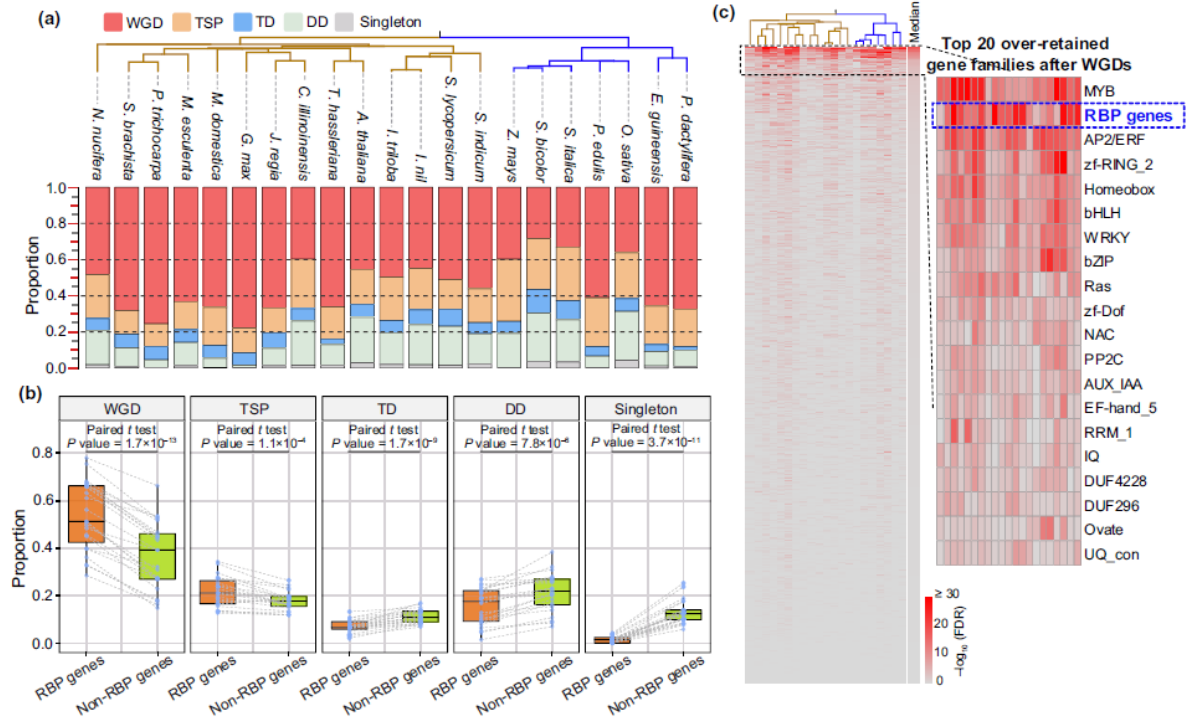 (a)
WGD TSP TD DD Singleton
N. nucifera
S. brachista
P. trichocarpa
M. esculenta
M. domestica
G. max
J. regia
C. illinoinensis
T. hassleriana
A. thaliana
I. triloba
I. nil
S. lycopersicum
S. indicum
Z. mays
S. bicolor
S. italica
P. edulis
O. sativa
E. guineensis
P. dactylifera
Proportion
1.0
0.8
0.6
0.4
0.2
0.0
(b)
WGD TSP TD DD Singleton
Paired t test
P value = 1.7×10⁻¹³
Paired t test
P value = 1.1×10⁻⁴
Paired t test
P value = 1.7×10⁻⁹
Paired t test
P value = 7.8×10⁻⁶
Paired t test
P value = 3.7×10⁻¹¹
Proportion
0.8
0.6
0.4
0.2
0.0
RBP genes
Non-RBP genes
RBP genes
Non-RBP genes
RBP genes
Non-RBP genes
RBP genes
Non-RBP genes
RBP genes
Non-RBP genes
(c)
Median
Top 20 over-retained
gene families after WGDs
MYB
RBP genes
AP2/ERF
zf-RING_2
Homeobox
bHLH
WRKY
bZIP
Ras
zf-Dof
NAC
PP2C
AUX_IAA
EF-hand_5
RRM_1
IQ
DUF4228
DUF296
Ovate
UQ_con
≥ 30
20
10
0
-Log₁₀ (FDR)